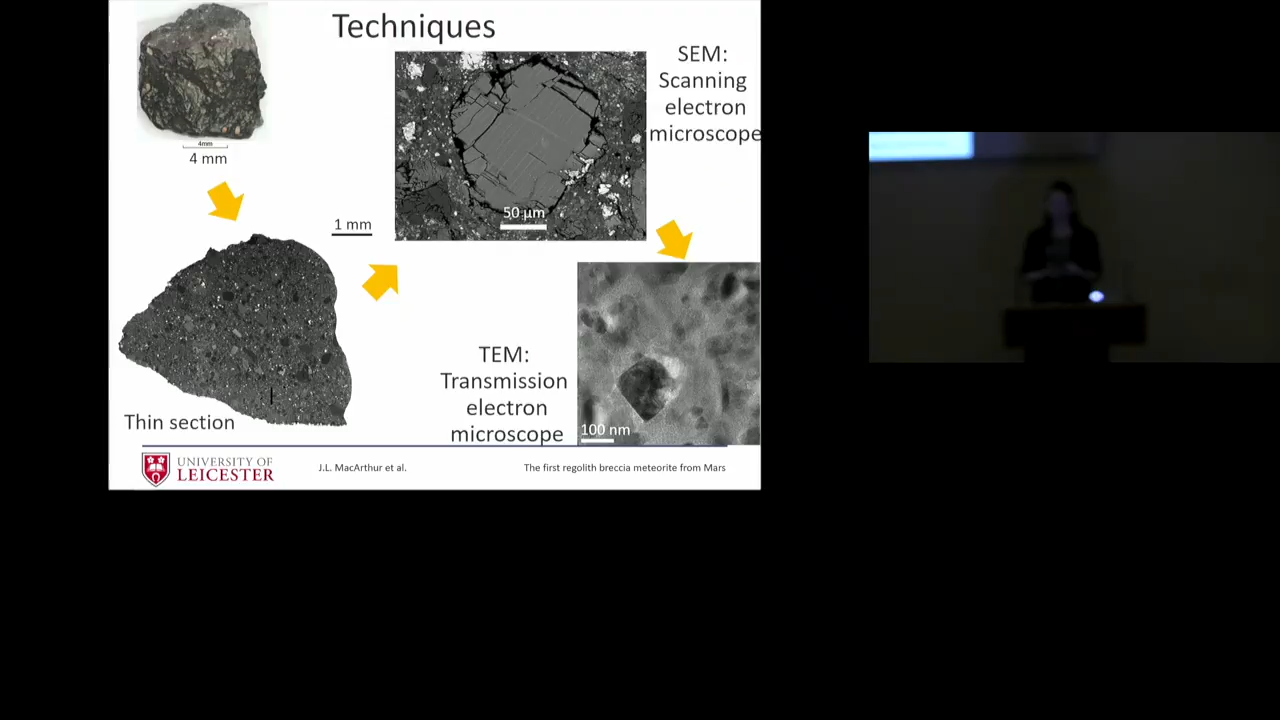 Techniques
4mm
4 mm
SEM:
Scanning
electron
microscope
50 µm
1 mm
TEM:
Transmission
electron
microscope
100 nm
Thin section
UNIVERSITY OF
LEICESTER
J.L. MacArthur et al.
The first regolith breccia meteorite from Mars